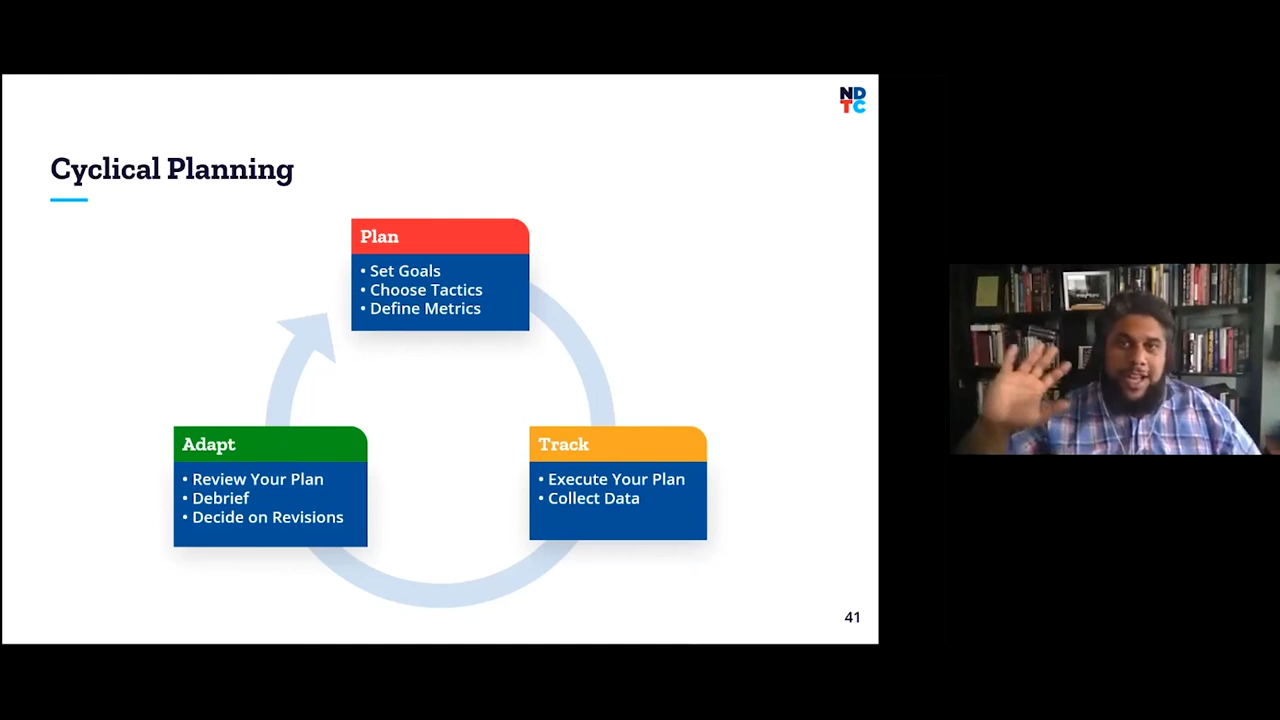 ND
TC
Cyclical Planning
Plan
• Set Goals
• Choose Tactics
• Define Metrics
Adapt
• Review Your Plan
• Debrief
• Decide on Revisions
Track
• Execute Your Plan
• Collect Data
41